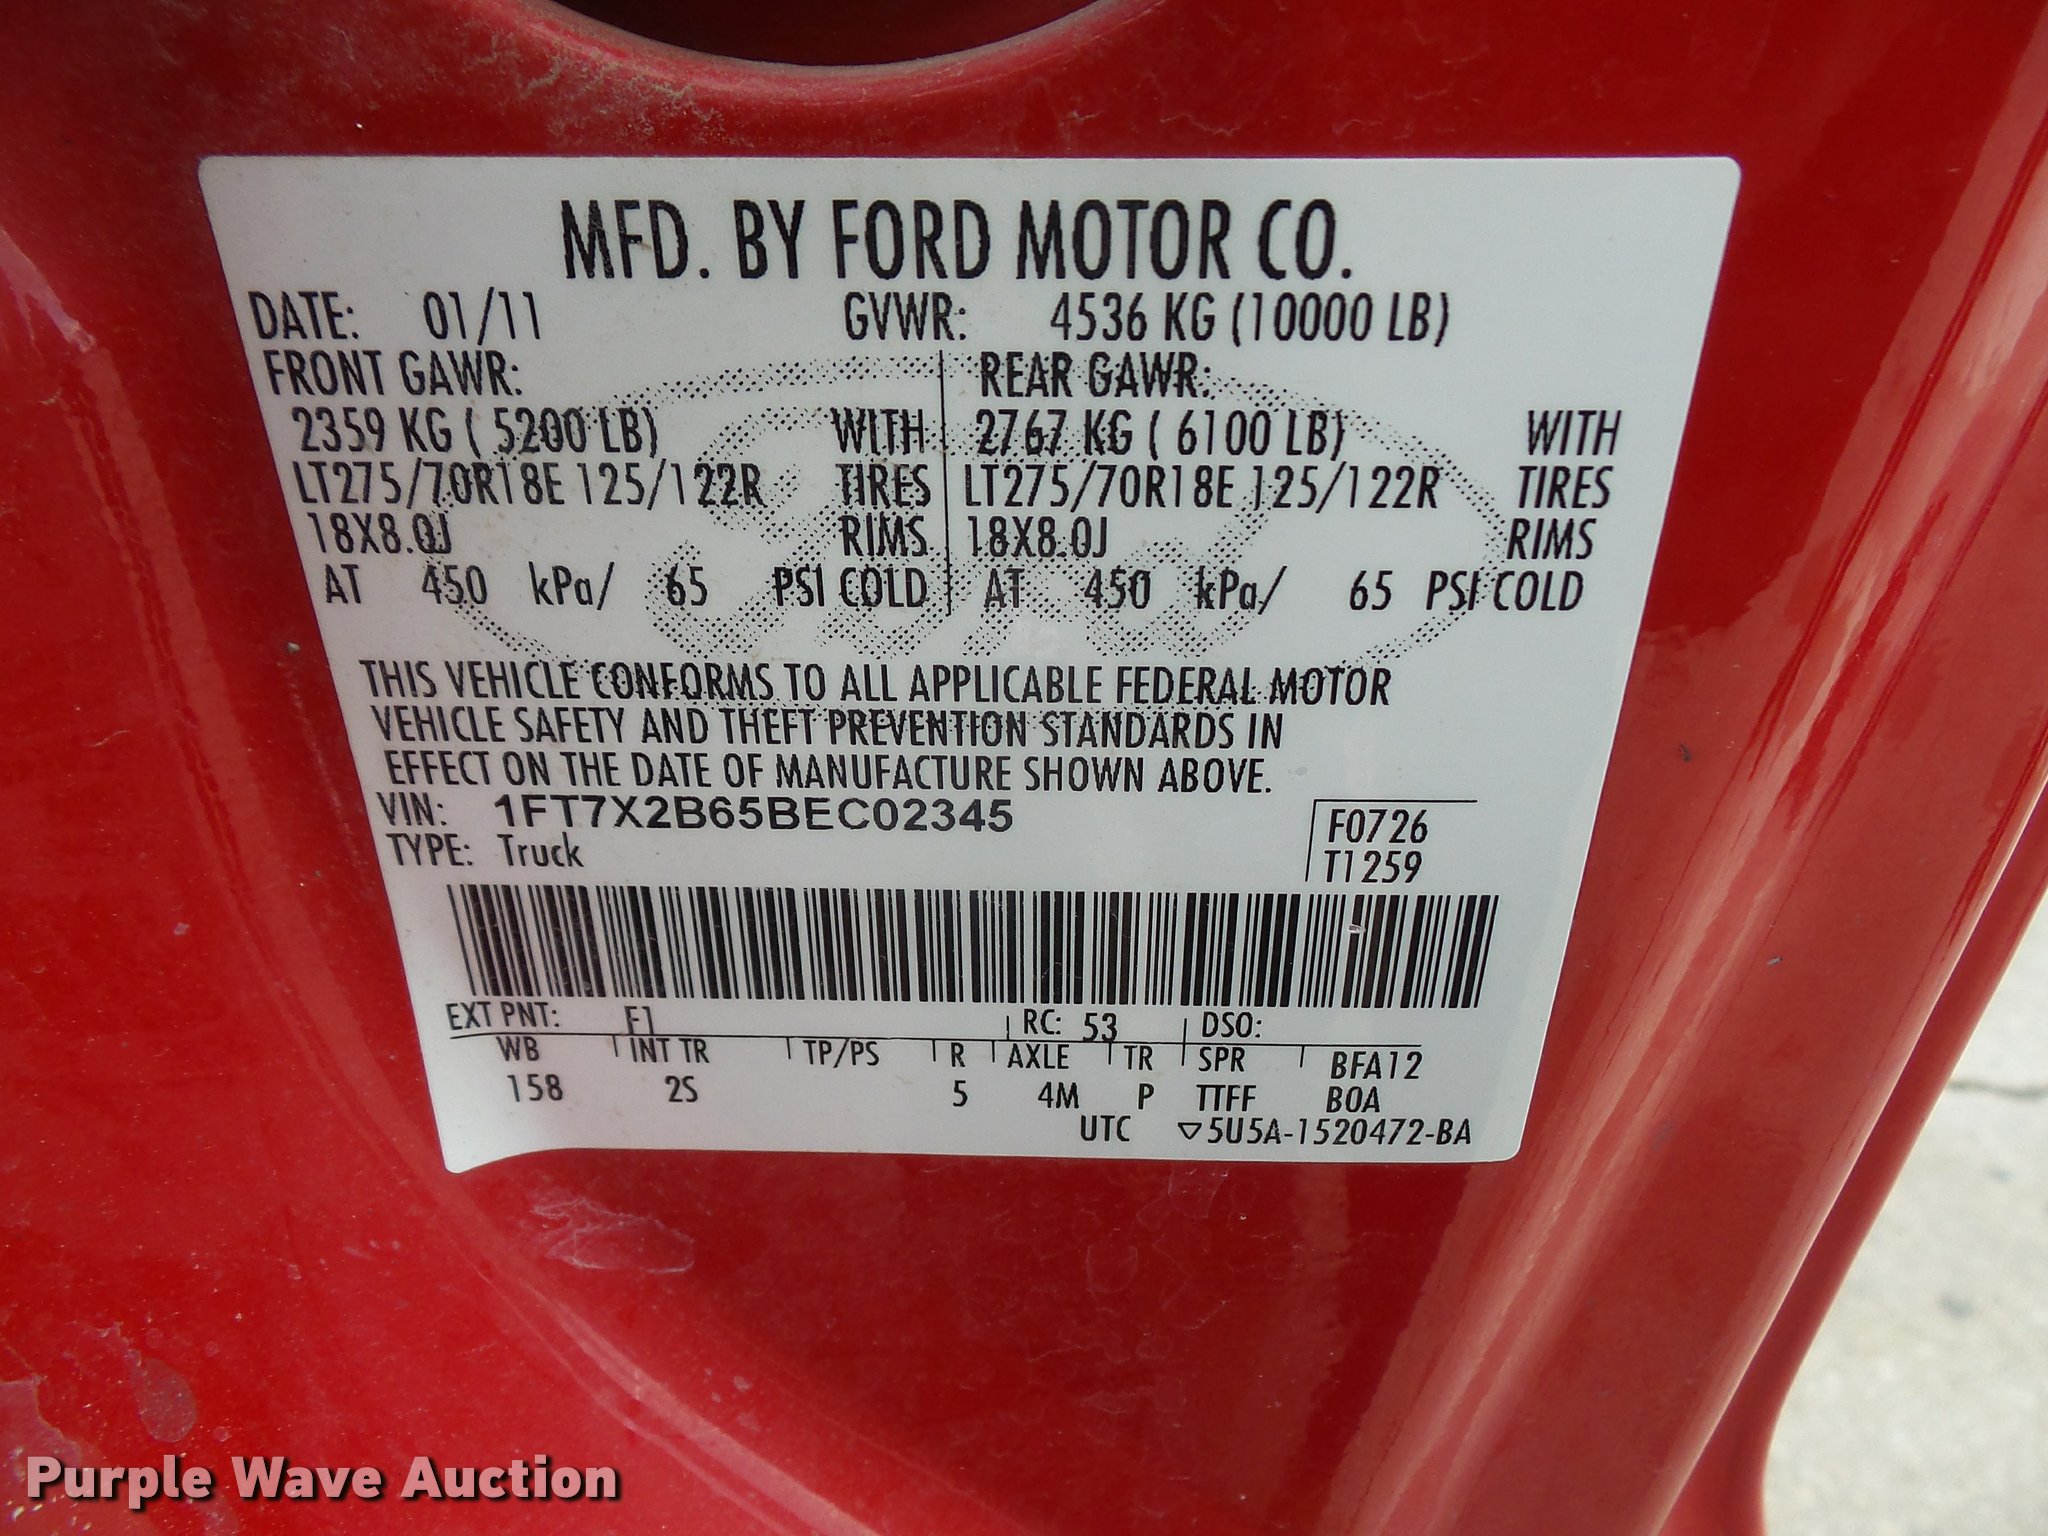 MFD. BY FORD MOTOR CO.
DATE: 01/11 GVWR: 4536 KG (10000 LB)
FRONT GAWR: REAR GAWR:
2359 KG ( 5200 LB) WITH 2767 KG ( 6100 LB) WITH
LT275/70R18E 125/122R TIRES LT275/70R18E 125/122R TIRES
18X8.0J RIMS 18X8.0J RIMS
AT 450 kPa/ 65 PSI COLD AT 450 kPa/ 65 PSI COLD
THIS VEHICLE CONFORMS TO ALL APPLICABLE FEDERAL MOTOR
VEHICLE SAFETY AND THEFT PREVENTION STANDARDS IN
EFFECT ON THE DATE OF MANUFACTURE SHOWN ABOVE.
VIN: 1FT7X2B65BEC02345
F0726
TYPE: Truck
T1259
EXT PNT: F1 RC: 53 DSO:
WB INT TR TP/PS R AXLE TR SPR BFA12
158 2S 5 4M P TTFF BOA
UTC ▽5U5A-1520472-BA
Ford
Purple Wave Auction